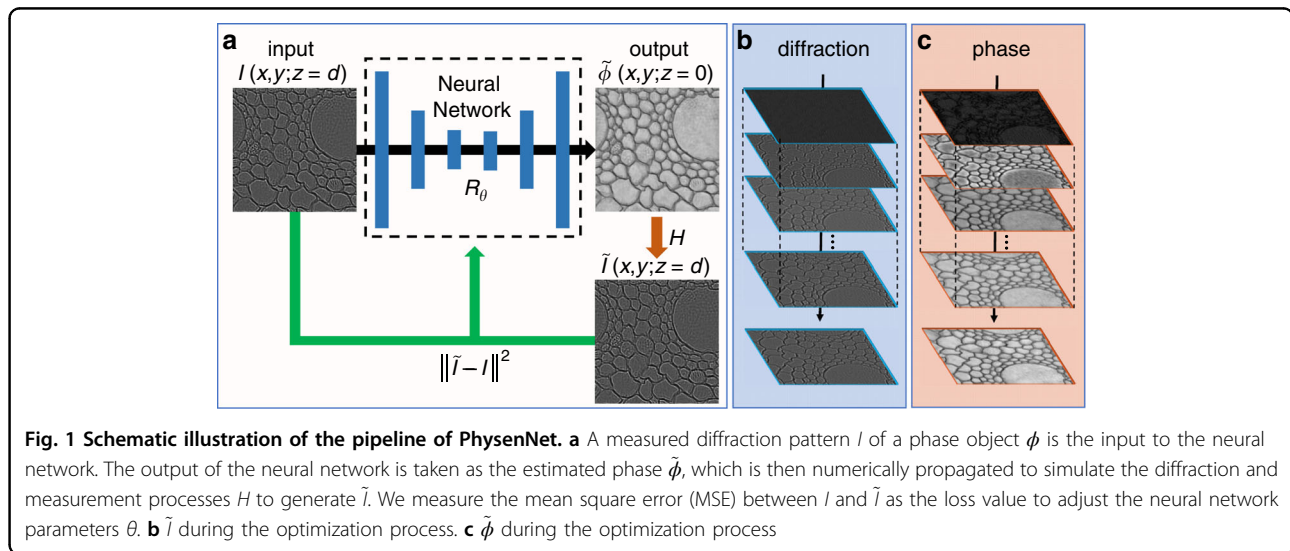 a
input
I (x,y;z = d)
Neural
Network
R_θ
output
ϕ̃ (x,y;z = 0)
H
Ĩ (x,y;z = d)
‖Ĩ – I‖²
b
diffraction
c
phase
Fig. 1 Schematic illustration of the pipeline of PhysenNet. a A measured diffraction pattern I of a phase object ϕ is the input to the neural
network. The output of the neural network is taken as the estimated phase ϕ̃, which is then numerically propagated to simulate the diffraction and
measurement processes H to generate Ĩ. We measure the mean square error (MSE) between I and Ĩ as the loss value to adjust the neural network
parameters θ. b Ĩ during the optimization process. c ϕ̃ during the optimization process